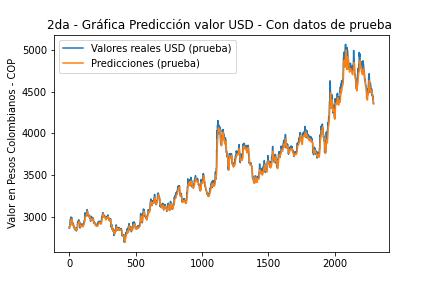 2da - Gráfica Predicción valor USD - Con datos de prueba
Valores reales USD (prueba)
Predicciones (prueba)
Valor en Pesos Colombianos - COP
5000
4500
4000
3500
3000
0
500
1000
1500
2000